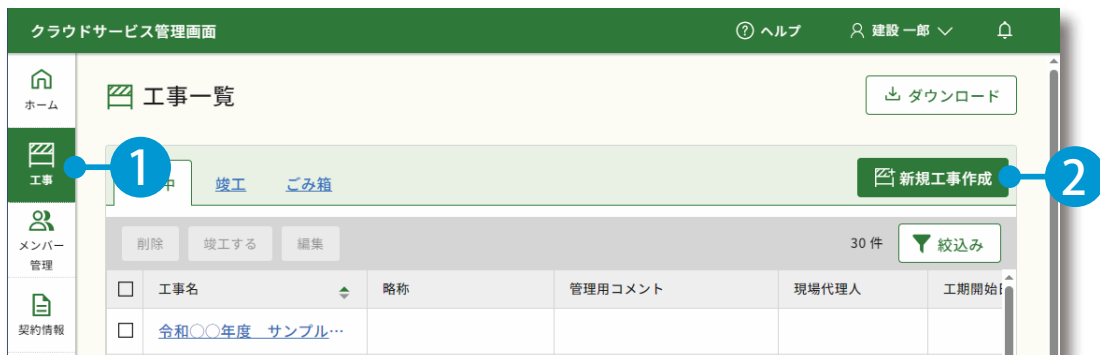 クラウドサービス管理画面
ヘルプ
建設 一郎
ホーム
工事一覧
ダウンロード
工事
1
中
竣工
ごみ箱
新規工事作成
2
メンバー
管理
削除
竣工する
編集
30 件
絞込み
工事名
略称
管理用コメント
現場代理人
工期開始
契約情報
令和○○年度 サンプル…